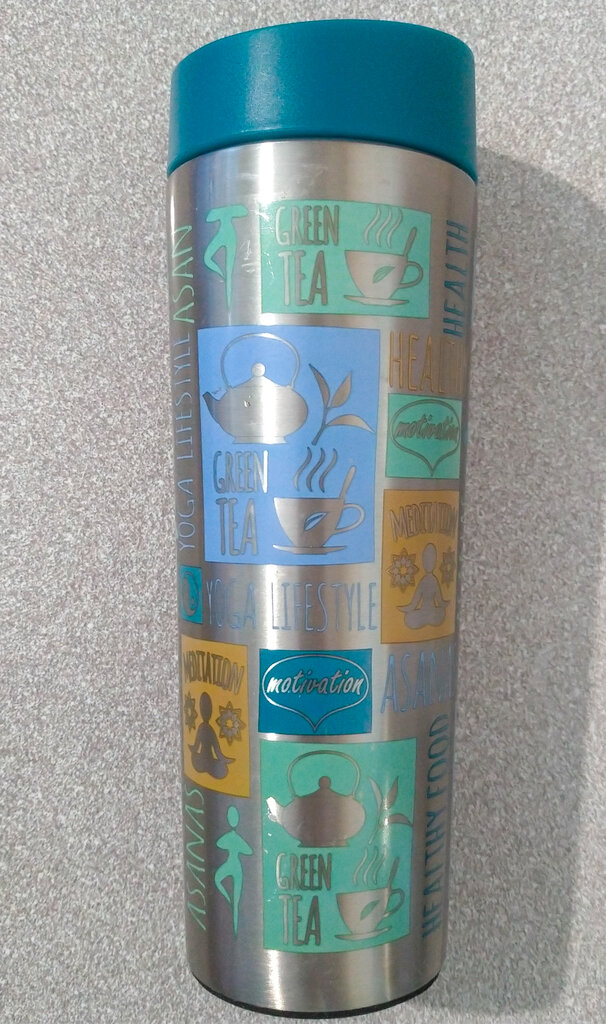 GREEN
TEA
ASAN
HEALTH
YOGA LIFESTYLE
HEAL
motivation
GREEN
TEA
MEDITATION
YOGA LIFESTYLE
MEDITATION
motivation
ASANA
HEALTHY FOOD
ASANAS
GREEN
TEA